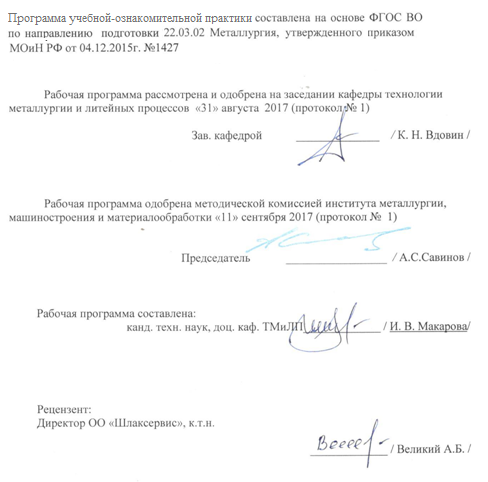 Программа учебной-ознакомительной практики составлена на основе ФГОС ВО
по направлению подготовки 22.03.02 Металлургия, утвержденного приказом
МОиН РФ от 04.12.2015г. №1427
Рабочая программа рассмотрена и одобрена на заседании кафедры технологии
металлургии и литейных процессов «31» августа 2017 (протокол № 1)
Зав. кафедрой ____________ / К. Н. Вдовин /
Рабочая программа одобрена методической комиссией института металлургии,
машиностроения и материалообработки «11» сентября 2017 (протокол № 1)
Председатель ____________ / А.С.Савинов /
Рабочая программа составлена:
канд. техн. наук, доц. каф. ТМиЛП ____________ / И. В. Макарова/
Рецензент:
Директор ОО «Шлаксервис», к.т.н.
____________ / Великий А.Б. /